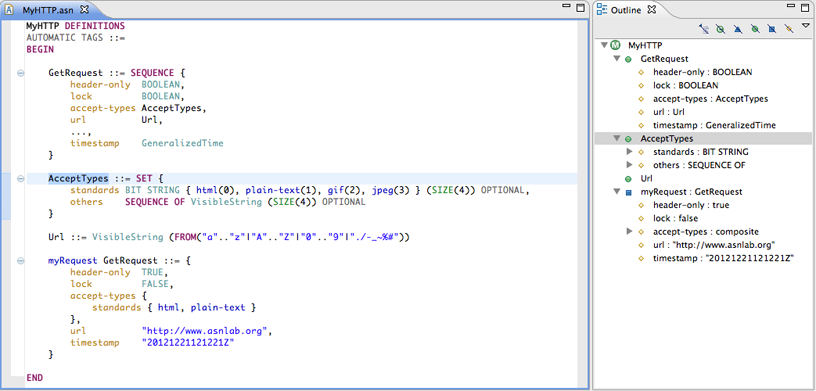 MyHTTP.asn
MyHTTP DEFINITIONS
AUTOMATIC TAGS ::=
BEGIN
GetRequest ::= SEQUENCE {
header-only BOOLEAN,
lock BOOLEAN,
accept-types AcceptTypes,
url Url,
...,
timestamp GeneralizedTime
}
AcceptTypes ::= SET {
standards BIT STRING { html(0), plain-text(1), gif(2), jpeg(3) } (SIZE(4)) OPTIONAL,
others SEQUENCE OF VisibleString (SIZE(4)) OPTIONAL
}
Url ::= VisibleString (FROM("a".."z"|"A".."Z"|"0".."9"|"./-_~%#"))
myRequest GetRequest ::= {
header-only TRUE,
lock FALSE,
accept-types {
standards { html, plain-text }
},
url "http://www.asnlab.org",
timestamp "20121221121221Z"
}
END
Outline
MyHTTP
GetRequest
header-only : BOOLEAN
lock : BOOLEAN
accept-types : AcceptTypes
url : Url
timestamp : GeneralizedTime
AcceptTypes
standards : BIT STRING
others : SEQUENCE OF
Url
myRequest : GetRequest
header-only : true
lock : false
accept-types : composite
url : "http://www.asnlab.org"
timestamp : "20121221121221Z"